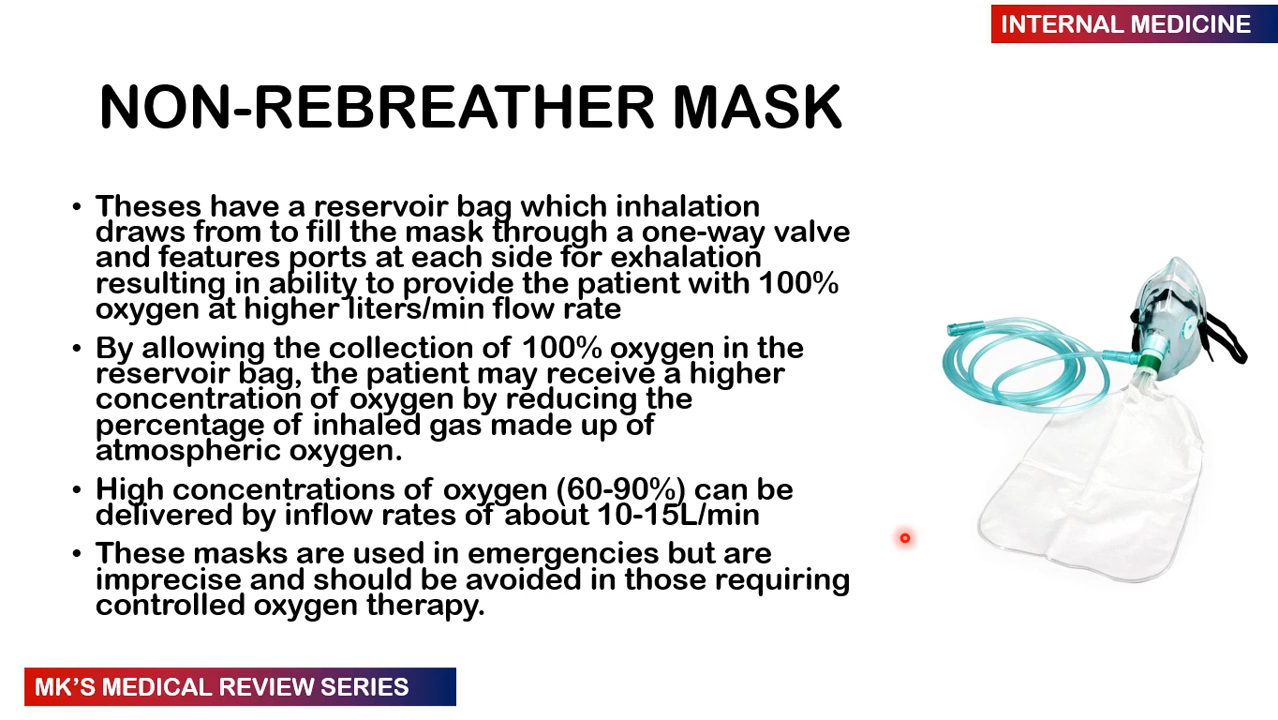 INTERNAL MEDICINE
NON-REBREATHER MASK
• Theses have a reservoir bag which inhalation
draws from to fill the mask through a one-way valve
and features ports at each side for exhalation
resulting in ability to provide the patient with 100%
oxygen at higher liters/min flow rate
• By allowing the collection of 100% oxygen in the
reservoir bag, the patient may receive a higher
concentration of oxygen by reducing the
percentage of inhaled gas made up of
atmospheric oxygen.
• High concentrations of oxygen (60-90%) can be
delivered by inflow rates of about 10-15L/min
• These masks are used in emergencies but are
imprecise and should be avoided in those requiring
controlled oxygen therapy.
MK'S MEDICAL REVIEW SERIES